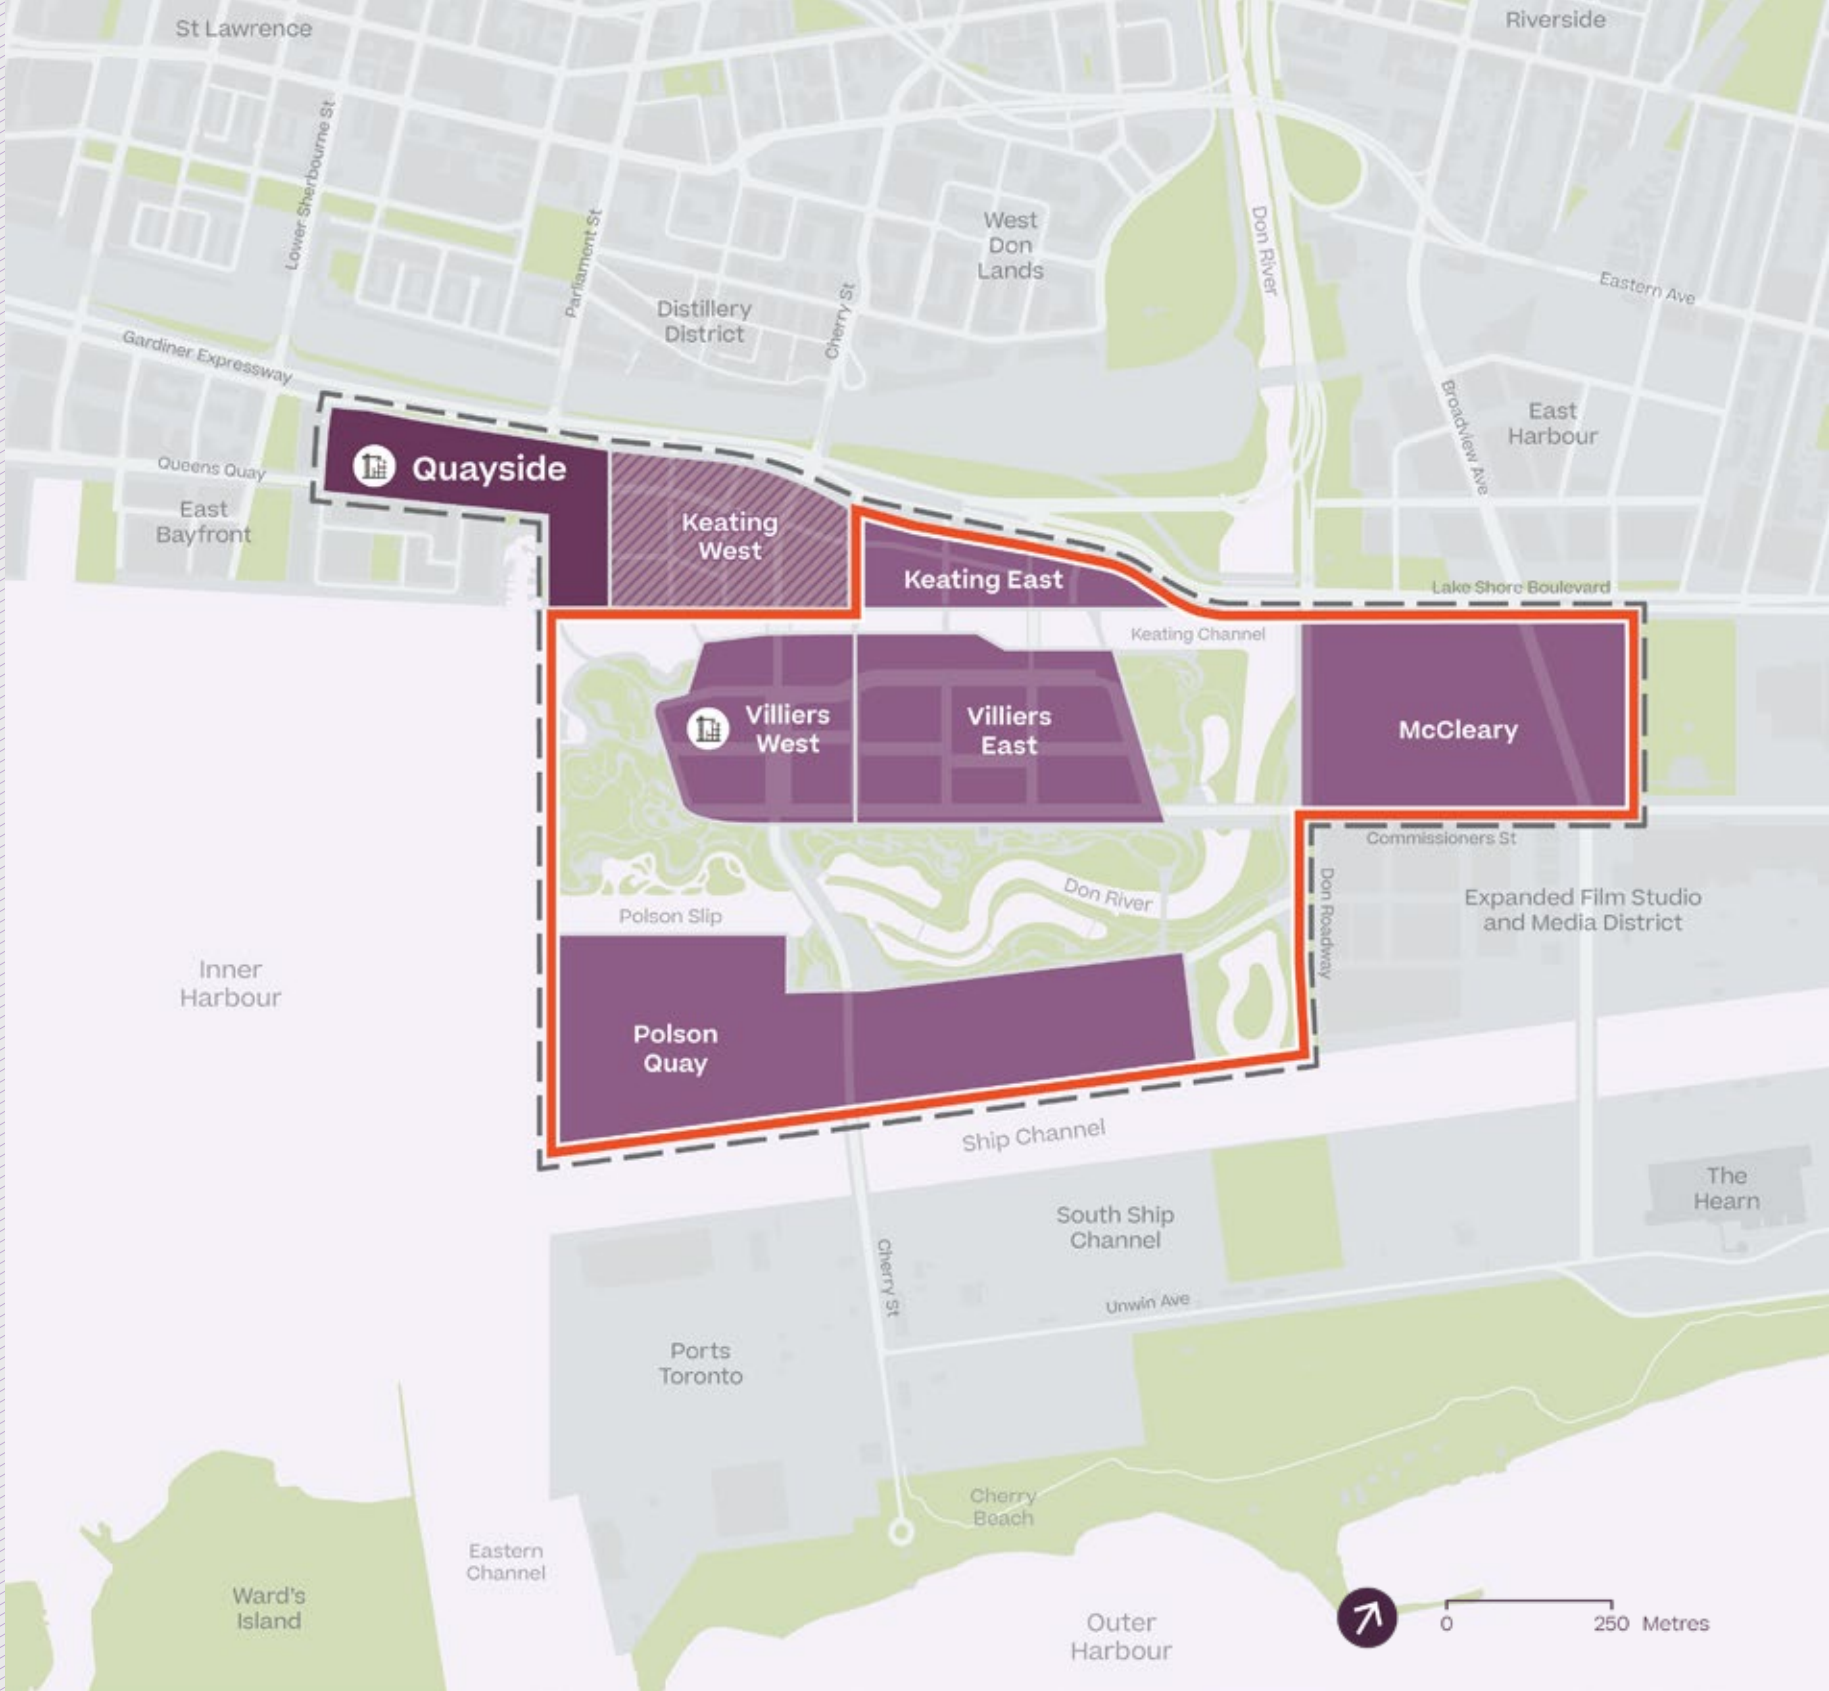 St Lawrence
Riverside
Lower Sherbourne St
Parliament St
West
Don
Lands
Don River
Eastern Ave
Distillery
District
Cherry St
Gardiner Expressway
Broadview Ave
East
Harbour
Queens Quay
Quayside
East
Bayfront
Keating
West
Keating East
Lake Shore Boulevard
Keating Channel
Villiers
West
Villiers
East
McCleary
Commissioners St
Don River
Don Roadway
Expanded Film Studio
and Media District
Polson Slip
Inner
Harbour
Polson
Quay
Ship Channel
The
Hearn
South Ship
Channel
Cherry St
Unwin Ave
Ports
Toronto
Cherry
Beach
Eastern
Channel
Ward's
Island
Outer
Harbour
0 250 Metres